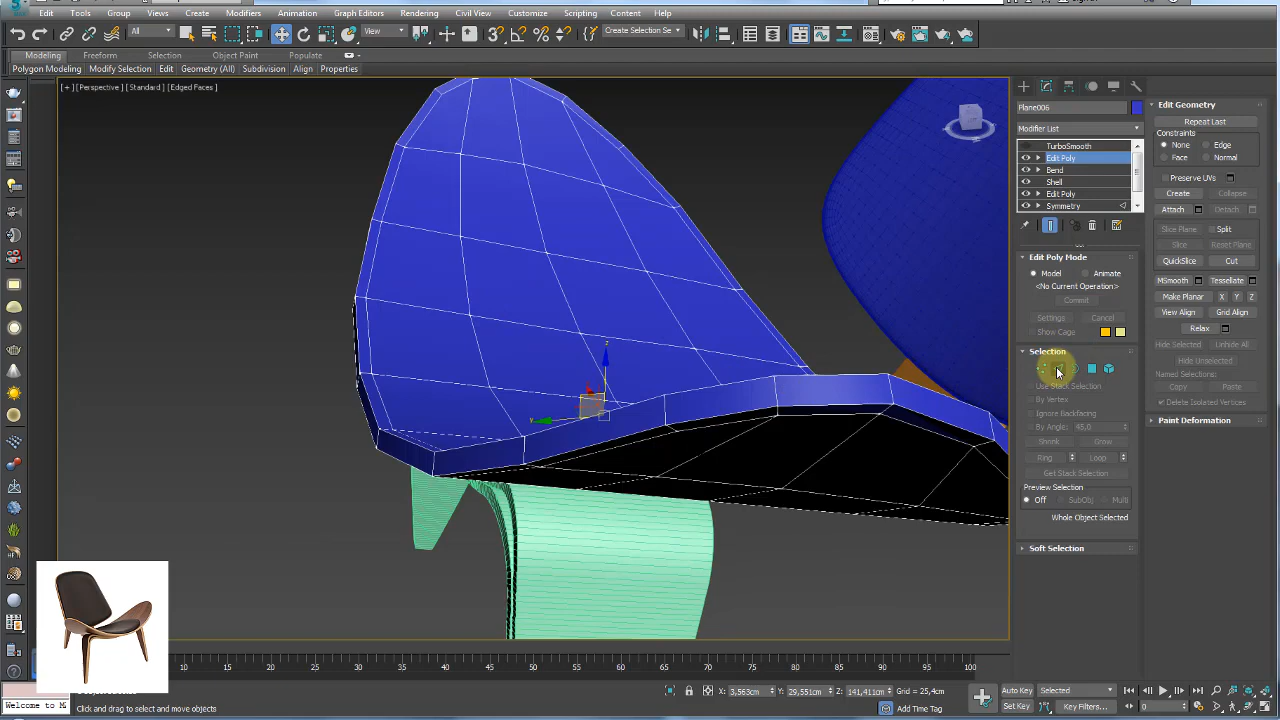 Edit Tools Group Views Create Modifiers Animation Graph Editors Rendering Civil View Customize Scripting Content Help
All View Create Selection Se
Modeling Freeform Selection Object Paint Populate
Polygon Modeling Modify Selection Edit Geometry (All) Subdivision Align Properties
[+] [Perspective] [Standard] [Edged Faces]
z
y
Plane006
Modifier List
TurboSmooth
Edit Poly
Bend
Shell
Edit Poly
Symmetry
Edit Poly Mode
Model Animate
<No Current Operation>
Commit
Settings Cancel
Show Cage
Selection
Use Stack Selection
By Vertex
Ignore Backfacing
By Angle: 45,0
Shrink Grow
Ring Loop
Get Stack Selection
Preview Selection
Off SubObj Multi
Whole Object Selected
Soft Selection
Edit Geometry
Repeat Last
Constraints
None Edge
Face Normal
Preserve UVs
Create Collapse
Attach Detach
Slice Plane Split
Slice Reset Plane
QuickSlice Cut
MSmooth Tessellate
Make Planar X Y Z
View Align Grid Align
Relax
Hide Selected Unhide All
Hide Unselected
Named Selections:
Copy Paste
Delete Isolated Vertices
Paint Deformation
15 20 25 30 35 40 45 50 55 60 65 70 75 80 85 90 95 100
X: 3,563cm Y: 29,551cm Z: 141,411cm Grid = 25,4cm
Auto Key Selected
Welcome to M
Click and drag to select and move objects
Add Time Tag
Set Key Key Filters... 0